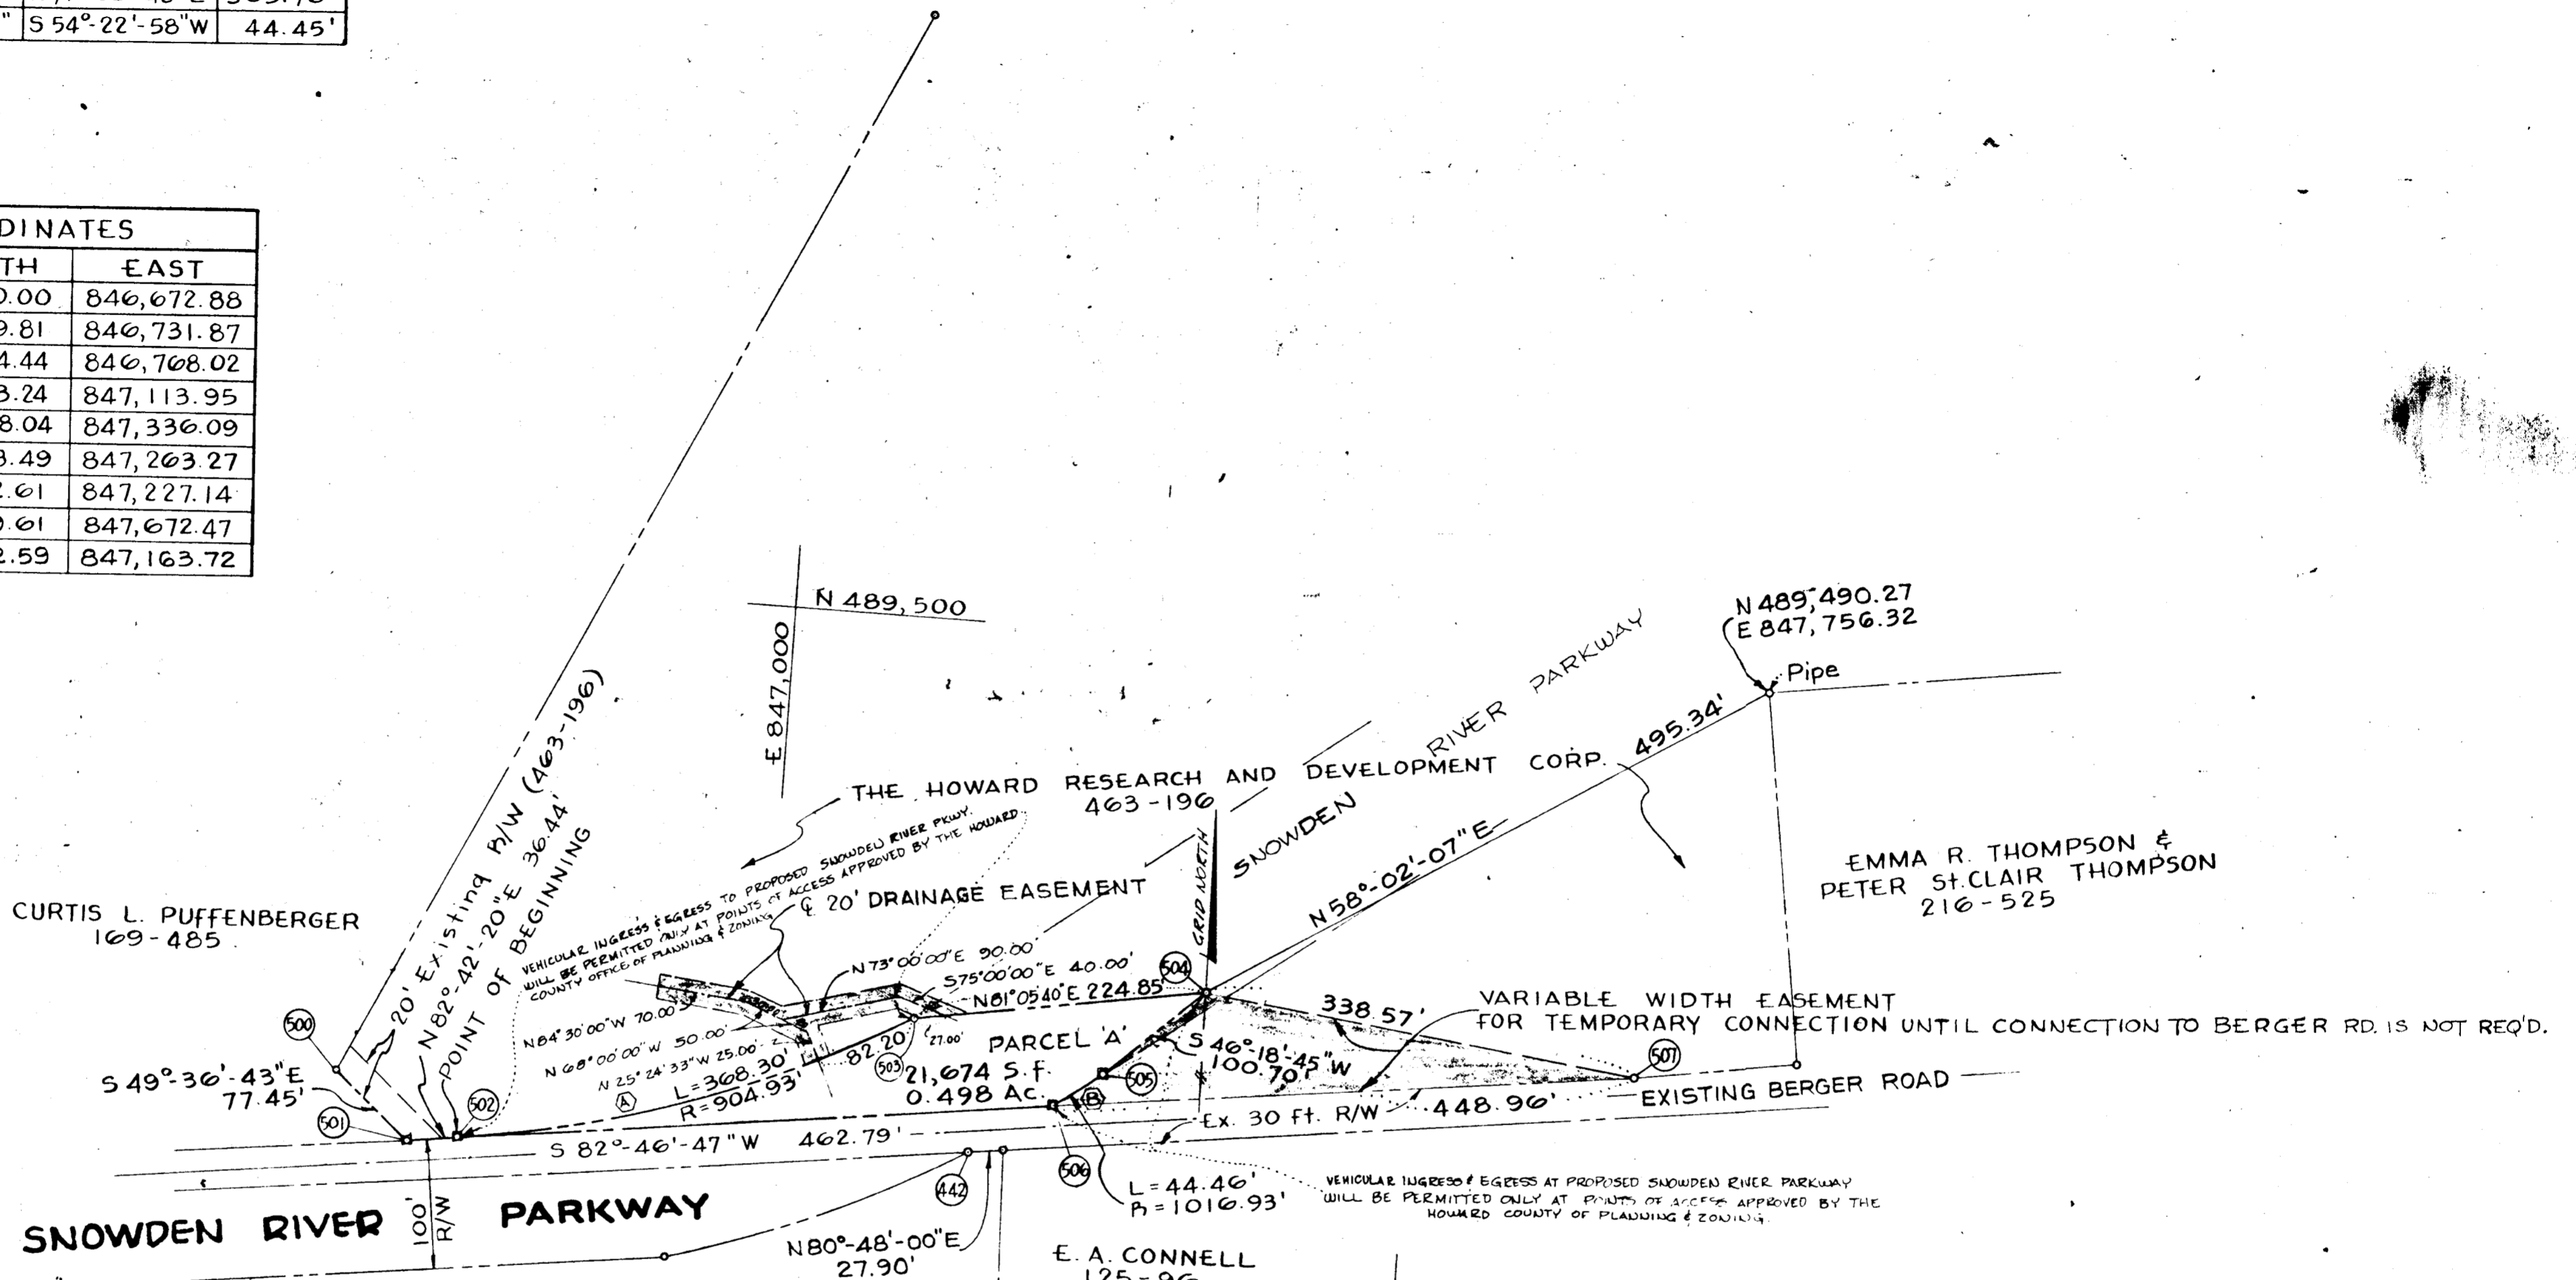 S 54°-22'-58"W 44.45'
DINATES
TH EAST
0.00 846,672.88
9.81 846,731.87
4.44 846,768.02
3.24 847,113.95
8.04 847,336.09
3.49 847,263.27
2.61 847,227.14
0.61 847,672.47
2.59 847,163.72
N 489,500
E 847,000
N 489,490.27
E 847,756.32
Pipe
495.34'
SNOWDEN RIVER PARKWAY
THE HOWARD RESEARCH AND DEVELOPMENT CORP.
463-196
N 58°-02'-07"E
GRID NORTH
EMMA R. THOMPSON &
PETER St.CLAIR THOMPSON
216-525
CURTIS L. PUFFENBERGER
169-485
20' Existing R/W (463-196)
N 82°-42'-20"E 36.44'
POINT OF BEGINNING
VEHICULAR INGRESS & EGRESS TO PROPOSED SNOWDEN RIVER PKWY.
WILL BE PERMITTED ONLY AT POINTS OF ACCESS APPROVED BY THE HOWARD
COUNTY OFFICE OF PLANNING & ZONING
℄ 20' DRAINAGE EASEMENT
N 73°00'00"E 90.00'
S75°00'00"E 40.00'
N81°05'40"E 224.85'
504
N84°30'00"W 70.00'
N 68°00'00"W 50.00'
N 25°24'33"W 25.00'
82.20'
27.00'
503
500
S 49°-36'-43"E
77.45'
501
502
A
L=368.30'
R=904.93'
PARCEL 'A'
21,674 S.f.
0.498 Ac.
S 46°-18'-45"W
100.70'
505
B
338.57'
VARIABLE WIDTH EASEMENT
FOR TEMPORARY CONNECTION UNTIL CONNECTION TO BERGER RD. IS NOT REQ'D.
507
EXISTING BERGER ROAD
Ex. 30 ft. R/W
448.96'
S 82°-46'-47"W 462.79'
442
506
L=44.46'
R=1016.93'
VEHICULAR INGRESS & EGRESS AT PROPOSED SNOWDEN RIVER PARKWAY
WILL BE PERMITTED ONLY AT POINTS OF ACCESS APPROVED BY THE
HOWARD COUNTY OF PLANNING & ZONING.
SNOWDEN RIVER PARKWAY
100'
R/W
N80°-48'-00"E
27.90'
E. A. CONNELL
125-96